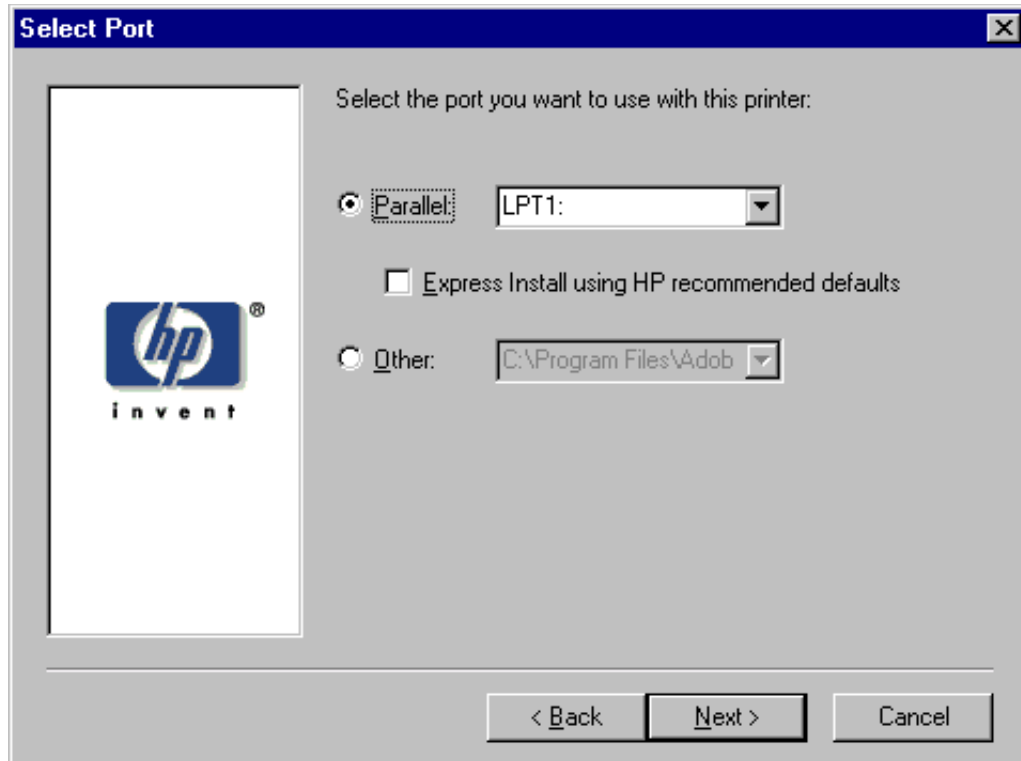 Select Port
Select the port you want to use with this printer:
Parallel: LPT1:
Express Install using HP recommended defaults
Other: C:\Program Files\Adob
hp ®
invent
< Back Next > Cancel